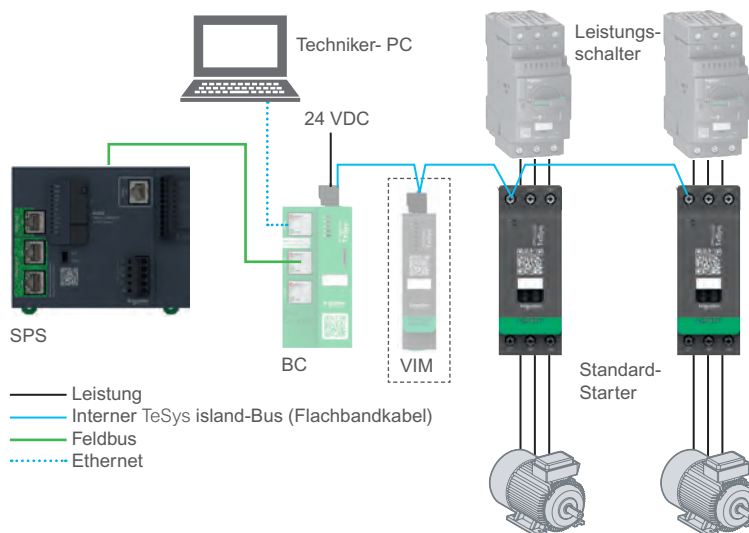 Techniker- PC
Leistungs-
schalter
24 VDC
TeSys
SPS
BC
VIM
Standard-
Starter
Leistung
Interner TeSys island-Bus (Flachbandkabel)
Feldbus
Ethernet